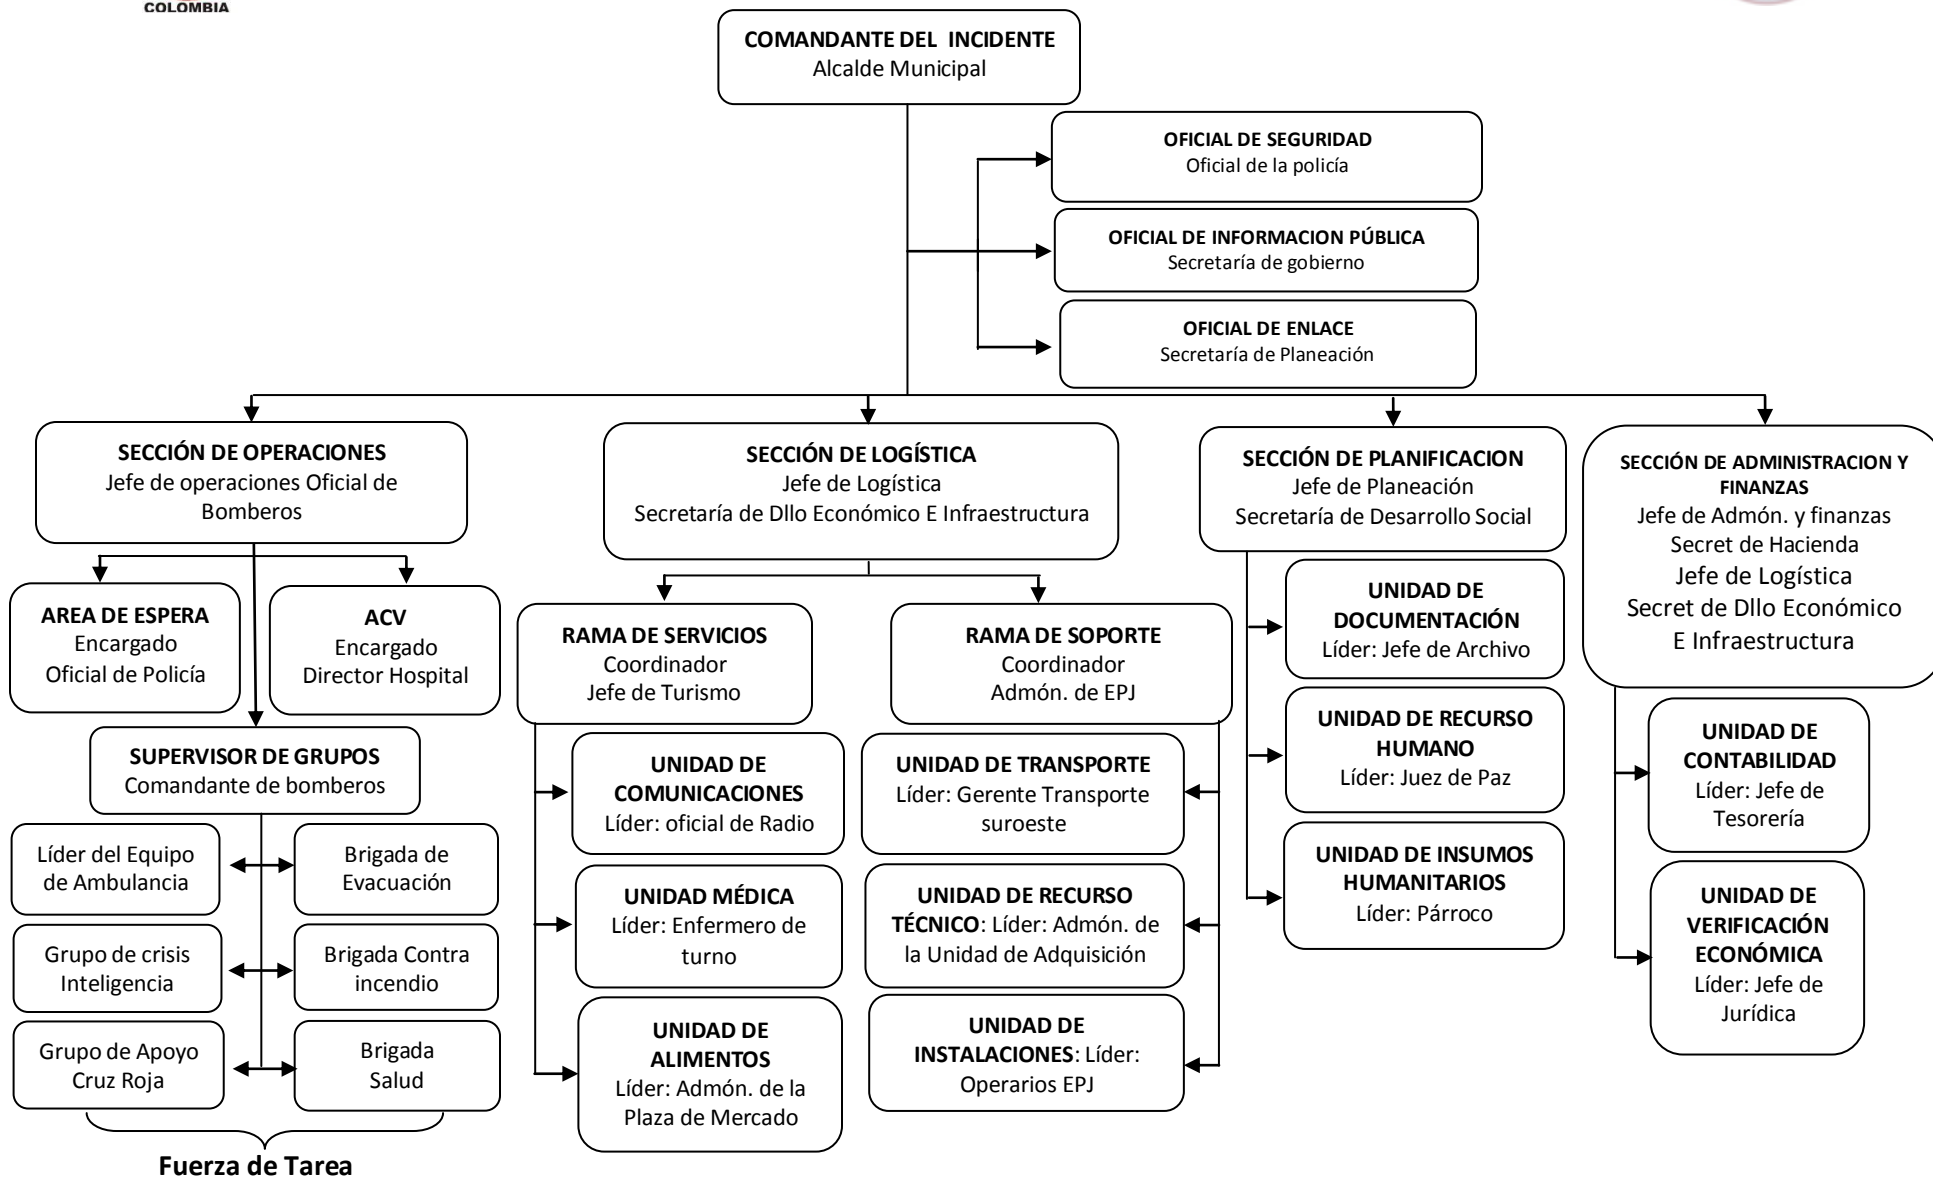 COLOMBIA
COMANDANTE DEL INCIDENTE
Alcalde Municipal
OFICIAL DE SEGURIDAD
Oficial de la policía
OFICIAL DE INFORMACION PÚBLICA
Secretaría de gobierno
OFICIAL DE ENLACE
Secretaría de Planeación
SECCIÓN DE OPERACIONES
Jefe de operaciones Oficial de
Bomberos
SECCIÓN DE LOGÍSTICA
Jefe de Logística
Secretaría de Dllo Económico E Infraestructura
SECCIÓN DE PLANIFICACION
Jefe de Planeación
Secretaría de Desarrollo Social
SECCIÓN DE ADMINISTRACION Y
FINANZAS
Jefe de Admón. y finanzas
Secret de Hacienda
Jefe de Logística
Secret de Dllo Económico
E Infraestructura
AREA DE ESPERA
Encargado
Oficial de Policía
ACV
Encargado
Director Hospital
SUPERVISOR DE GRUPOS
Comandante de bomberos
Líder del Equipo
de Ambulancia
Brigada de
Evacuación
Grupo de crisis
Inteligencia
Brigada Contra
incendio
Grupo de Apoyo
Cruz Roja
Brigada
Salud
Fuerza de Tarea
RAMA DE SERVICIOS
Coordinador
Jefe de Turismo
UNIDAD DE
COMUNICACIONES
Líder: oficial de Radio
UNIDAD MÉDICA
Líder: Enfermero de
turno
UNIDAD DE
ALIMENTOS
Líder: Admón. de la
Plaza de Mercado
RAMA DE SOPORTE
Coordinador
Admón. de EPJ
UNIDAD DE TRANSPORTE
Líder: Gerente Transporte
suroeste
UNIDAD DE RECURSO
TÉCNICO: Líder: Admón. de
la Unidad de Adquisición
UNIDAD DE
INSTALACIONES: Líder:
Operarios EPJ
UNIDAD DE
DOCUMENTACIÓN
Líder: Jefe de Archivo
UNIDAD DE RECURSO
HUMANO
Líder: Juez de Paz
UNIDAD DE INSUMOS
HUMANITARIOS
Líder: Párroco
UNIDAD DE
CONTABILIDAD
Líder: Jefe de
Tesorería
UNIDAD DE
VERIFICACIÓN
ECONÓMICA
Líder: Jefe de
Jurídica